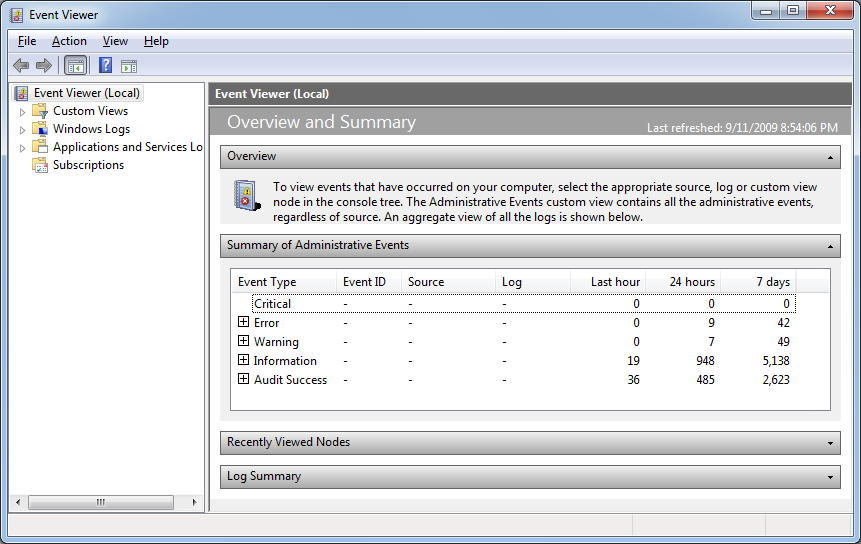 Event Viewer
File Action View Help
Event Viewer (Local)
Custom Views
Windows Logs
Applications and Services Lo
Subscriptions
Event Viewer (Local)
Overview and Summary
Last refreshed: 9/11/2009 8:54:06 PM
Overview
To view events that have occurred on your computer, select the appropriate source, log or custom view
node in the console tree. The Administrative Events custom view contains all the administrative events,
regardless of source. An aggregate view of all the logs is shown below.
Summary of Administrative Events
Event Type Event ID Source Log Last hour 24 hours 7 days
Critical - - - 0 0 0
Error - - - 0 9 42
Warning - - - 0 7 49
Information - - - 19 948 5,138
Audit Success - - - 36 485 2,623
Recently Viewed Nodes
Log Summary